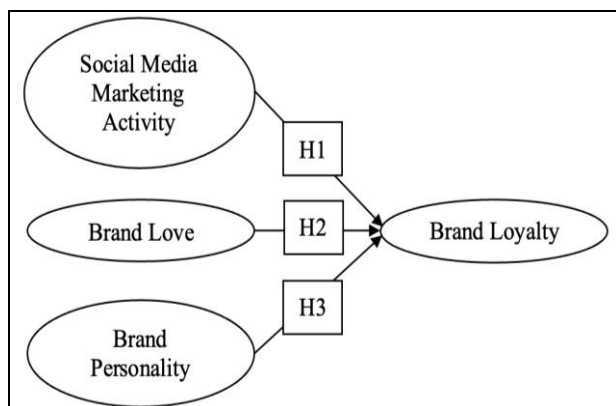 Social Media
Marketing
Activity
H1
Brand Love
H2
Brand Loyalty
H3
Brand
Personality